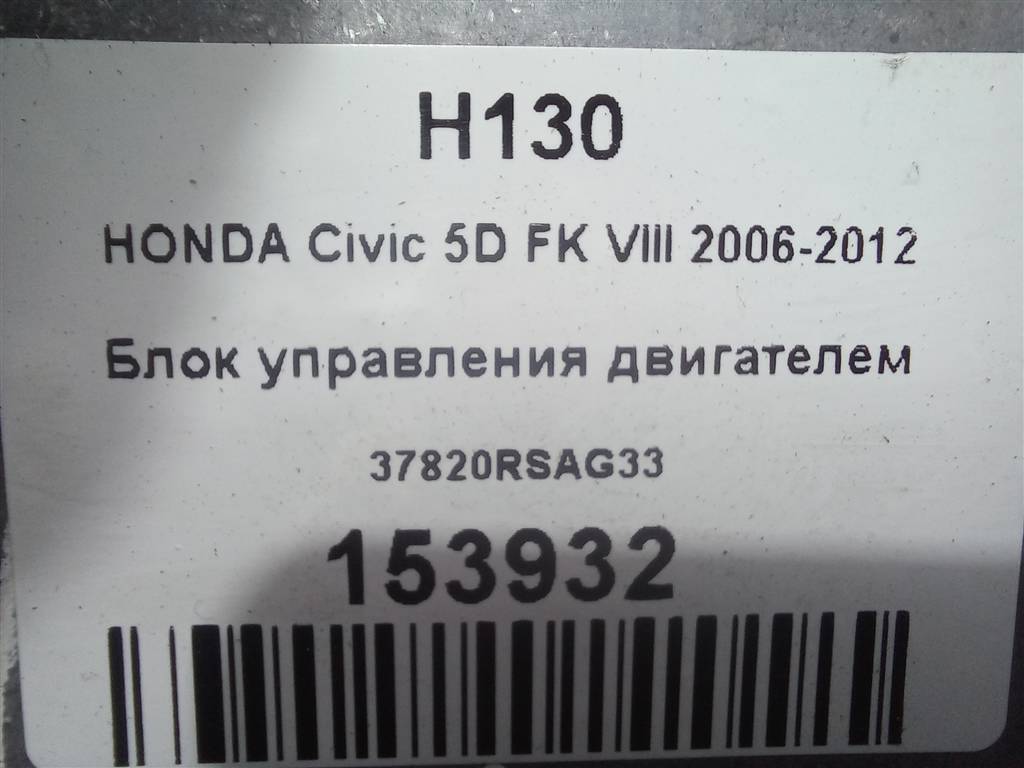 H130
HONDA Civic 5D FK VIII 2006-2012
Блок управления двигателем
37820RSAG33
153932